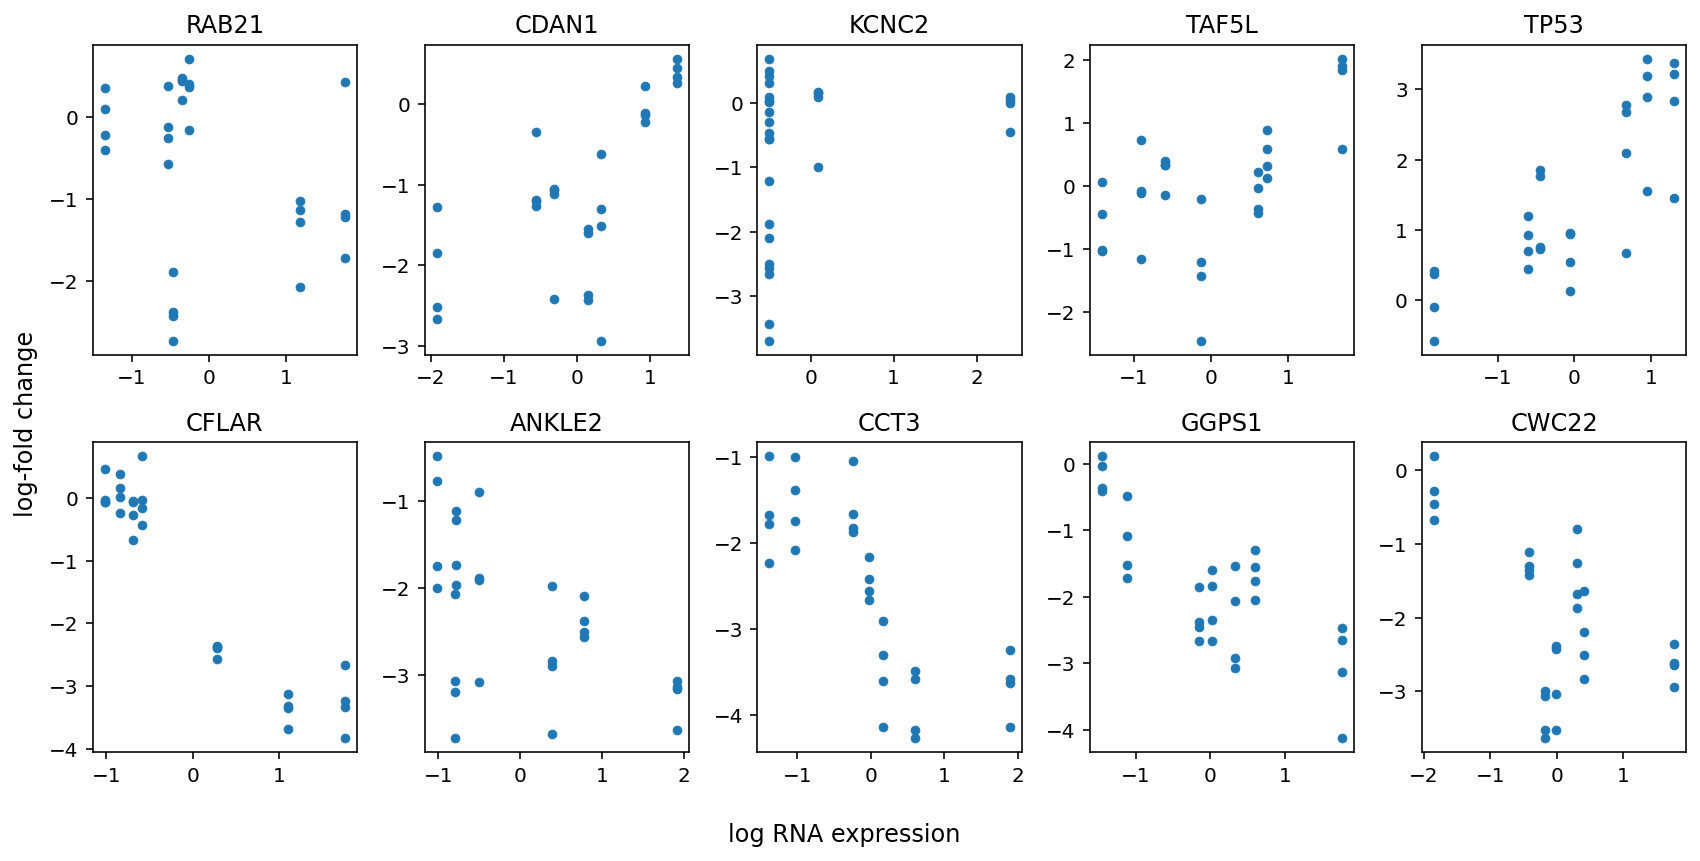 RAB21 CDAN1 KCNC2 TAF5L TP53
0 −1 −2
0 −1 −2 −3
0 −1 −2 −3
2 1 0 −1 −2
3 2 1 0
−1 0 1
−2 −1 0 1
0 1 2
−1 0 1
−1 0 1
log-fold change
CFLAR ANKLE2 CCT3 GGPS1 CWC22
0 −1 −2 −3 −4
−1 −2 −3
−1 −2 −3 −4
0 −1 −2 −3 −4
0 −1 −2 −3
−1 0 1
−1 0 1 2
−1 0 1 2
−1 0 1
−2 −1 0 1
log RNA expression